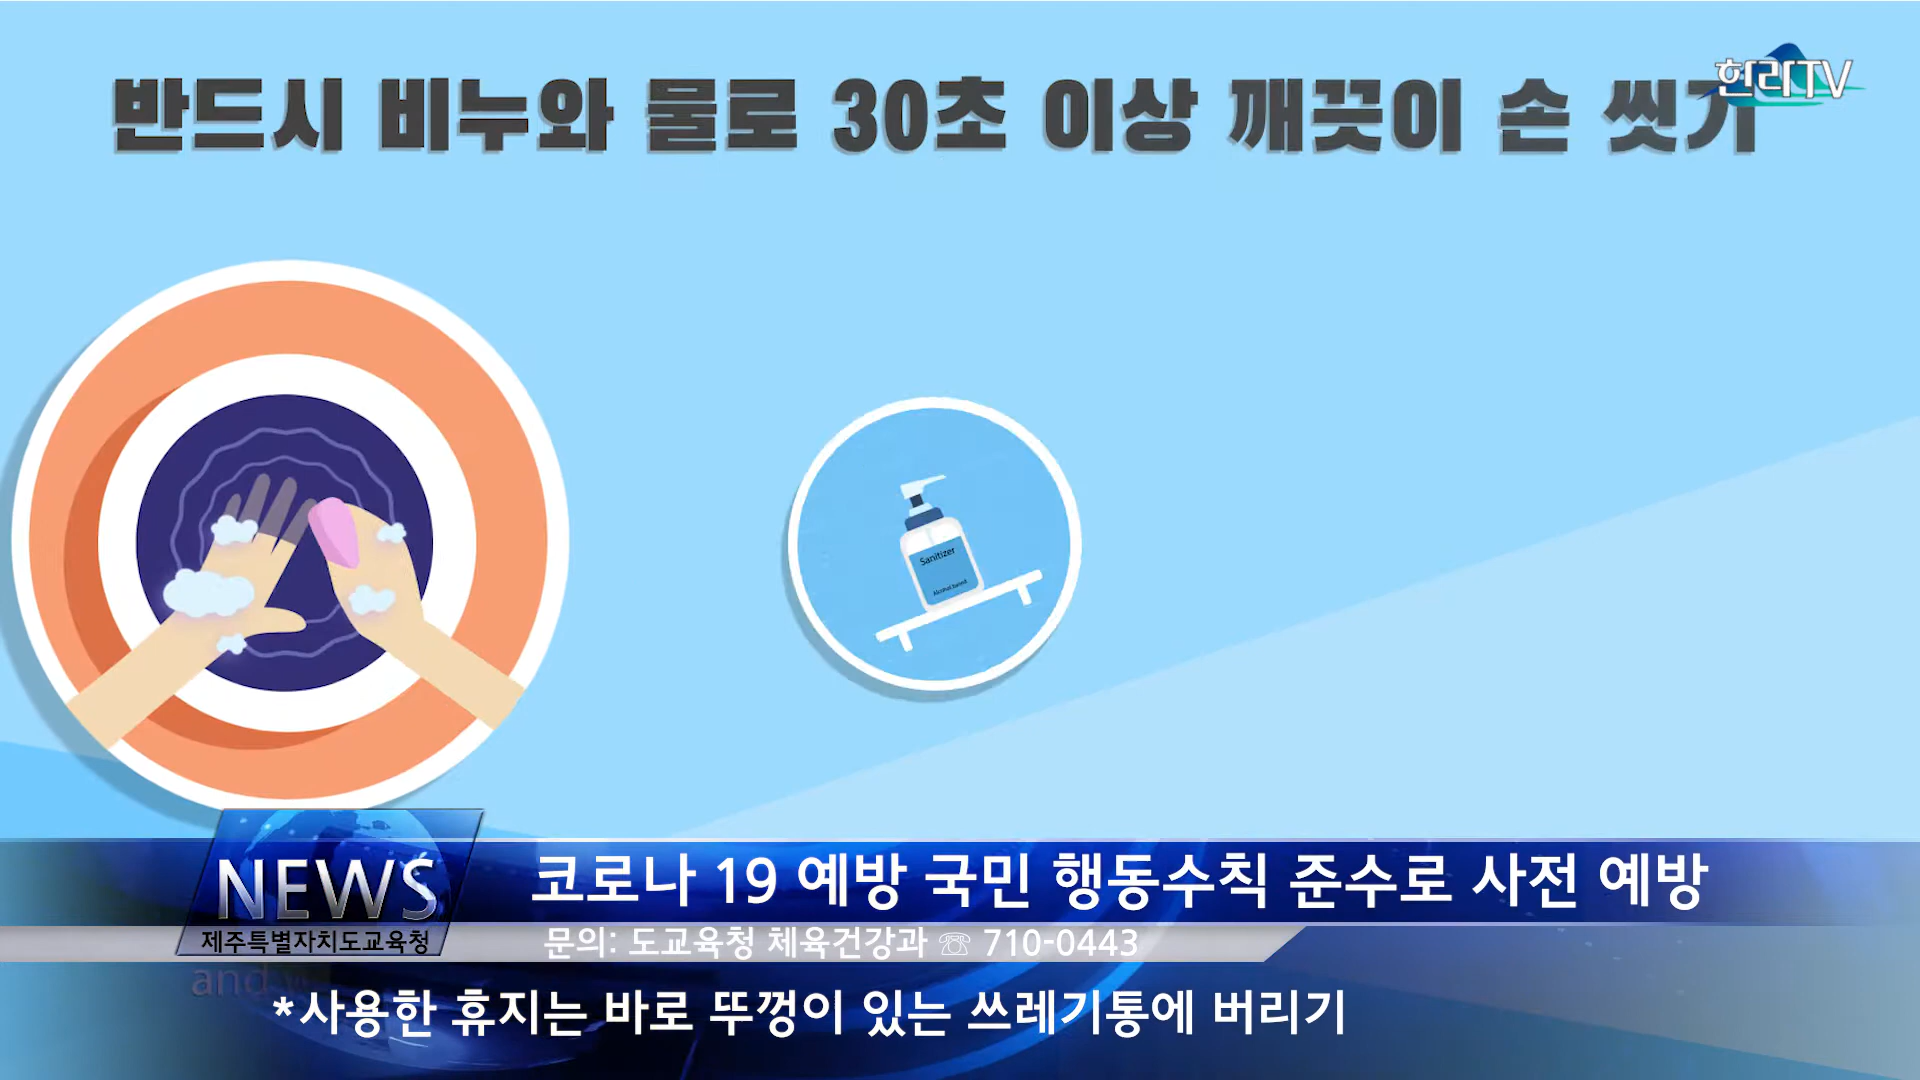 한라TV
반드시 비누와 물로 30초 이상 깨끗이 손 씻기
Sanitizer
Alcohol Based
NEWS
코로나 19 예방 국민 행동수칙 준수로 사전 예방
제주특별자치도교육청
문의: 도교육청 체육건강과 ☏ 710-0443
and
*사용한 휴지는 바로 뚜껑이 있는 쓰레기통에 버리기